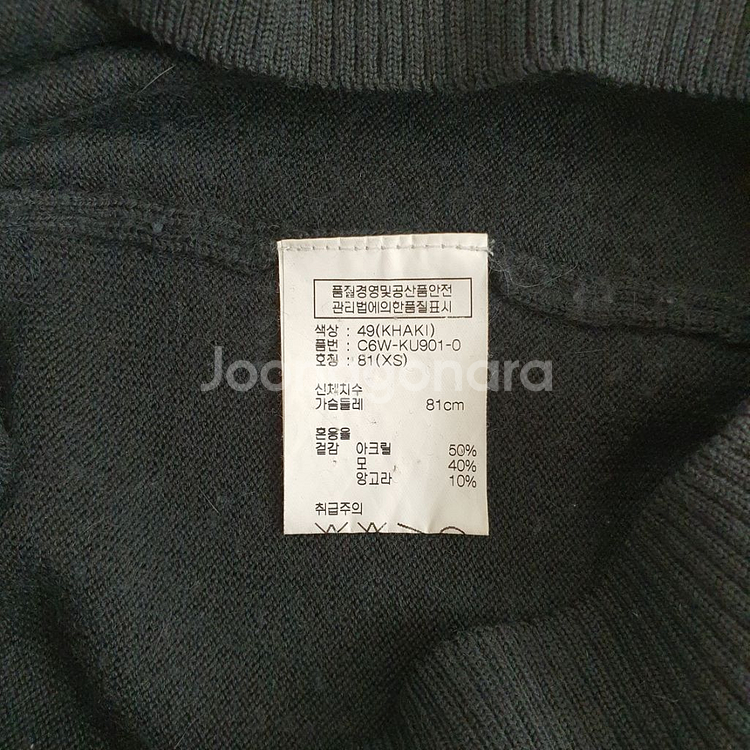 품질경영및공산품안전
관리법에의한품질표시
색상 : 49(KHAKI)
품번 : C6W-KU901-0
호칭 : 81(XS)
Joonggonara
신체치수
가슴둘레 81cm
혼용율
겉감 아크릴 50%
모 40%
앙고라 10%
취급주의